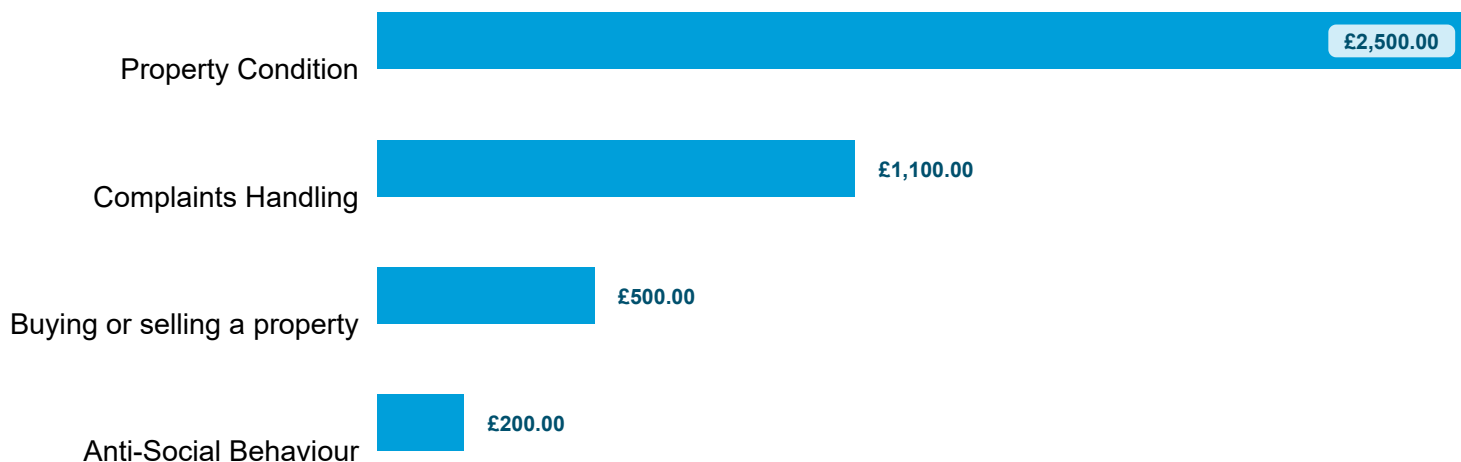 £2,500.00
Property Condition
£1,100.00
Complaints Handling
£500.00
Buying or selling a property
£200.00
Anti-Social Behaviour